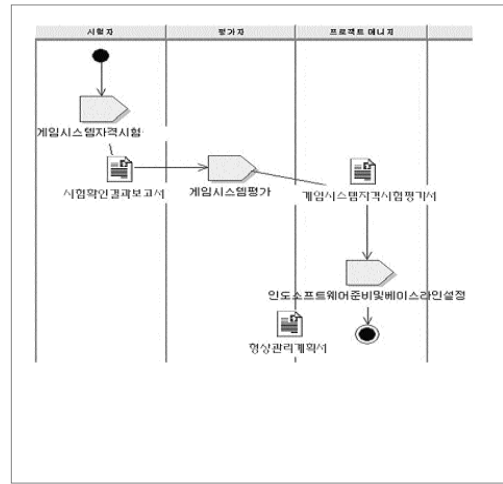 시험자
평가자
프로젝트 매니저
게임시스템자격시험
시험확인결과보고서
게임시스템평가
게임시스템자격시험평가서
인도소프트웨어준비및베이스라인설정
형상관리계획서